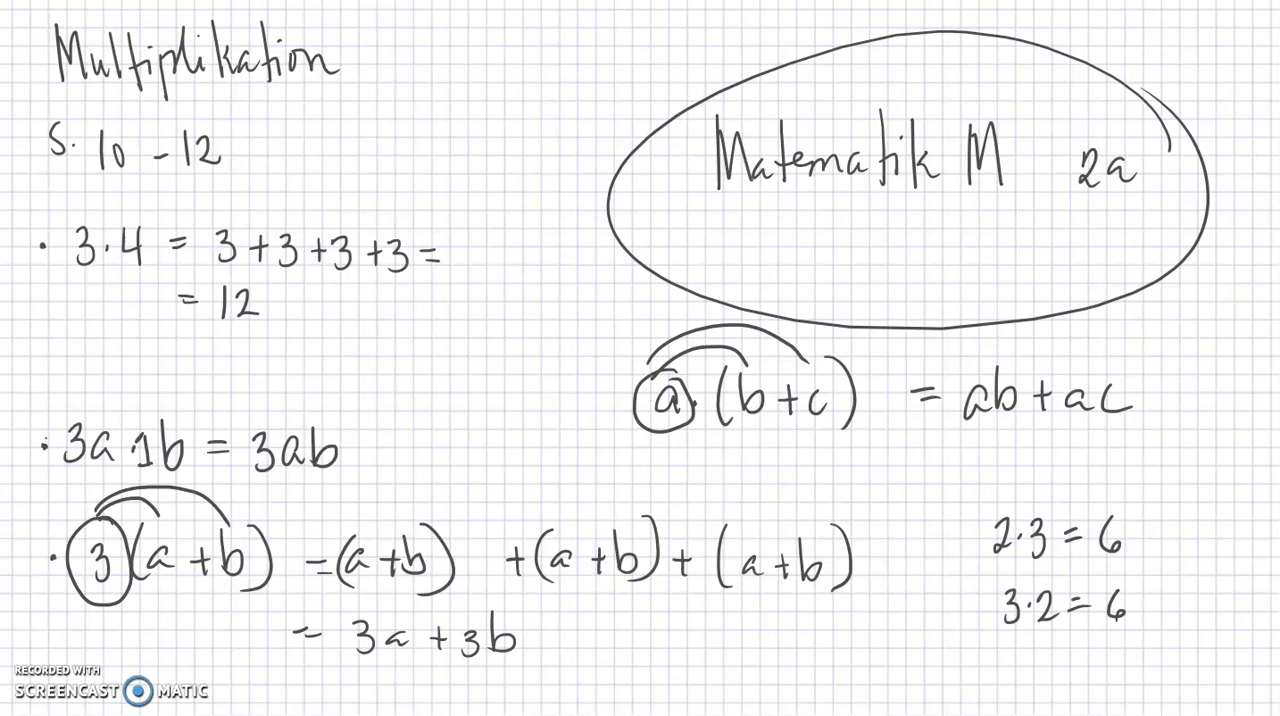 Multiplikation
S. 10 - 12
· 3·4 = 3 + 3 + 3 + 3 =
= 12
· 3a · 1b = 3ab
· 3(a + b) = (a + b) + (a + b) + (a + b)
= 3a + 3b
Matematik M 2a
a·(b + c) = ab + ac
2·3 = 6
3·2 = 6
RECORDED WITH
SCREENCAST MATIC